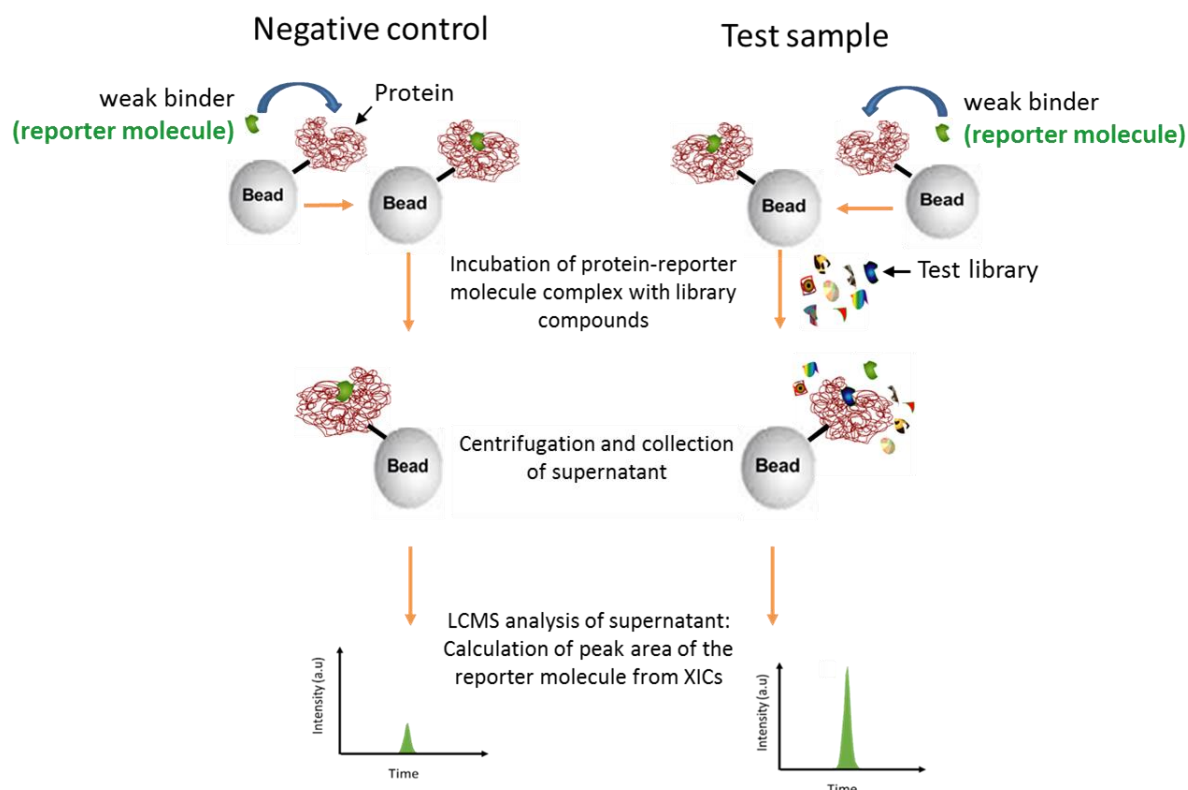 Negative control
Test sample
weak binder
(reporter molecule)
Protein
weak binder
(reporter molecule)
Bead
Bead
Bead
Bead
Incubation of protein-reporter
molecule complex with library
compounds
Test library
Centrifugation and collection
of supernatant
Bead
Bead
LCMS analysis of supernatant:
Calculation of peak area of the
reporter molecule from XICs
Intensity (a.u)
Time
Intensity (a.u)
Time